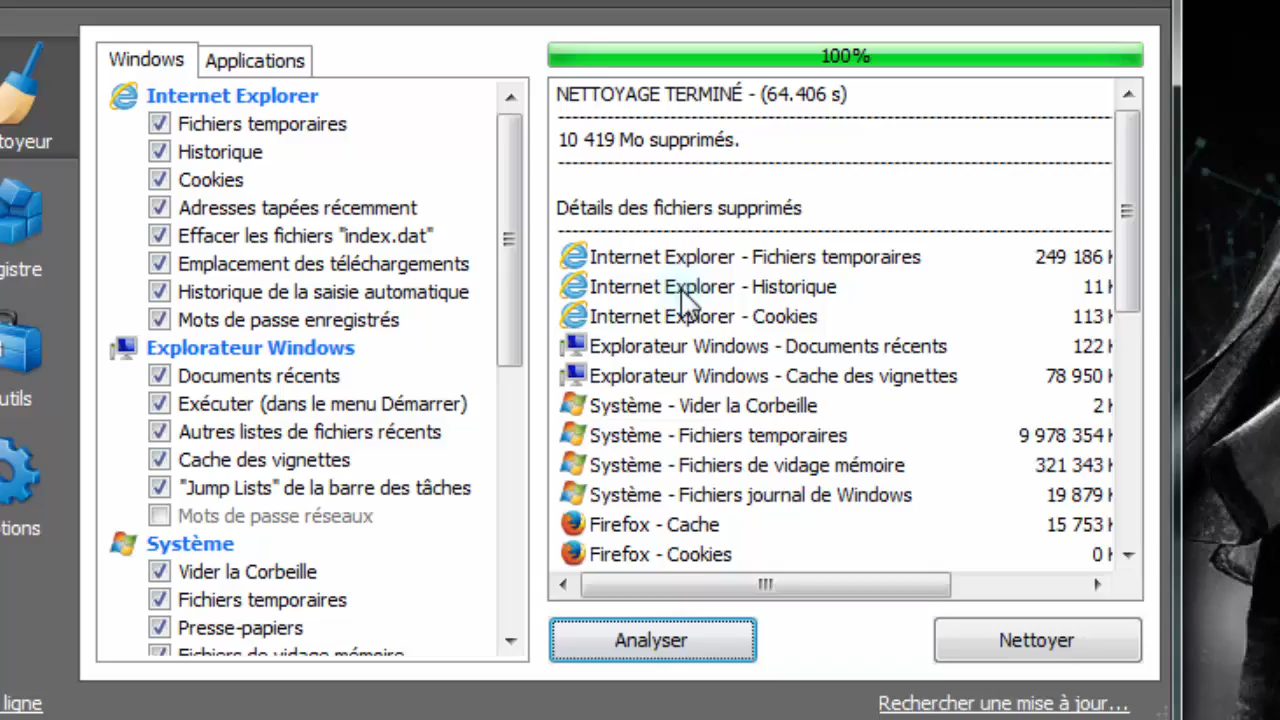 Windows
Applications
Internet Explorer
Fichiers temporaires
Historique
Cookies
Adresses tapées récemment
Effacer les fichiers "index.dat"
Emplacement des téléchargements
Historique de la saisie automatique
Mots de passe enregistrés
Explorateur Windows
Documents récents
Exécuter (dans le menu Démarrer)
Autres listes de fichiers récents
Cache des vignettes
"Jump Lists" de la barre des tâches
Mots de passe réseaux
Système
Vider la Corbeille
Fichiers temporaires
Presse-papiers
Fichiers de vidage mémoire
toyeur
gistre
utils
tions
ligne
100%
NETTOYAGE TERMINÉ - (64.406 s)
10 419 Mo supprimés.
Détails des fichiers supprimés
Internet Explorer - Fichiers temporaires 249 186 K
Internet Explorer - Historique 11 K
Internet Explorer - Cookies 113 K
Explorateur Windows - Documents récents 122 K
Explorateur Windows - Cache des vignettes 78 950 K
Système - Vider la Corbeille 2 K
Système - Fichiers temporaires 9 978 354 K
Système - Fichiers de vidage mémoire 321 343 K
Système - Fichiers journal de Windows 19 879 K
Firefox - Cache 15 753 K
Firefox - Cookies 0 K
Analyser
Nettoyer
Rechercher une mise à jour...